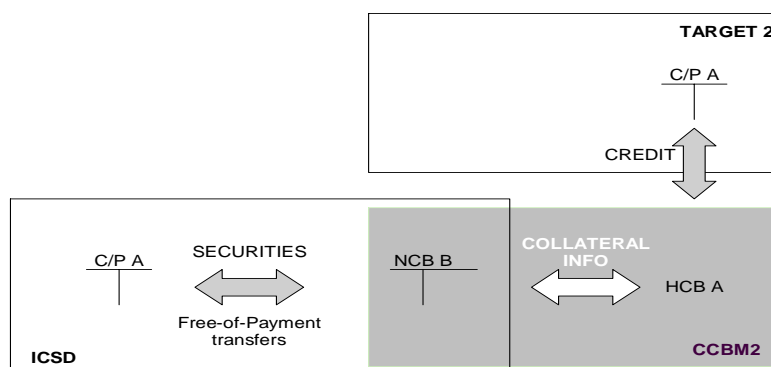 TARGET 2
C/P A
CREDIT
C/P A
SECURITIES
Free-of-Payment
transfers
NCB B
COLLATERAL
INFO
HCB A
ICSD
CCBM2